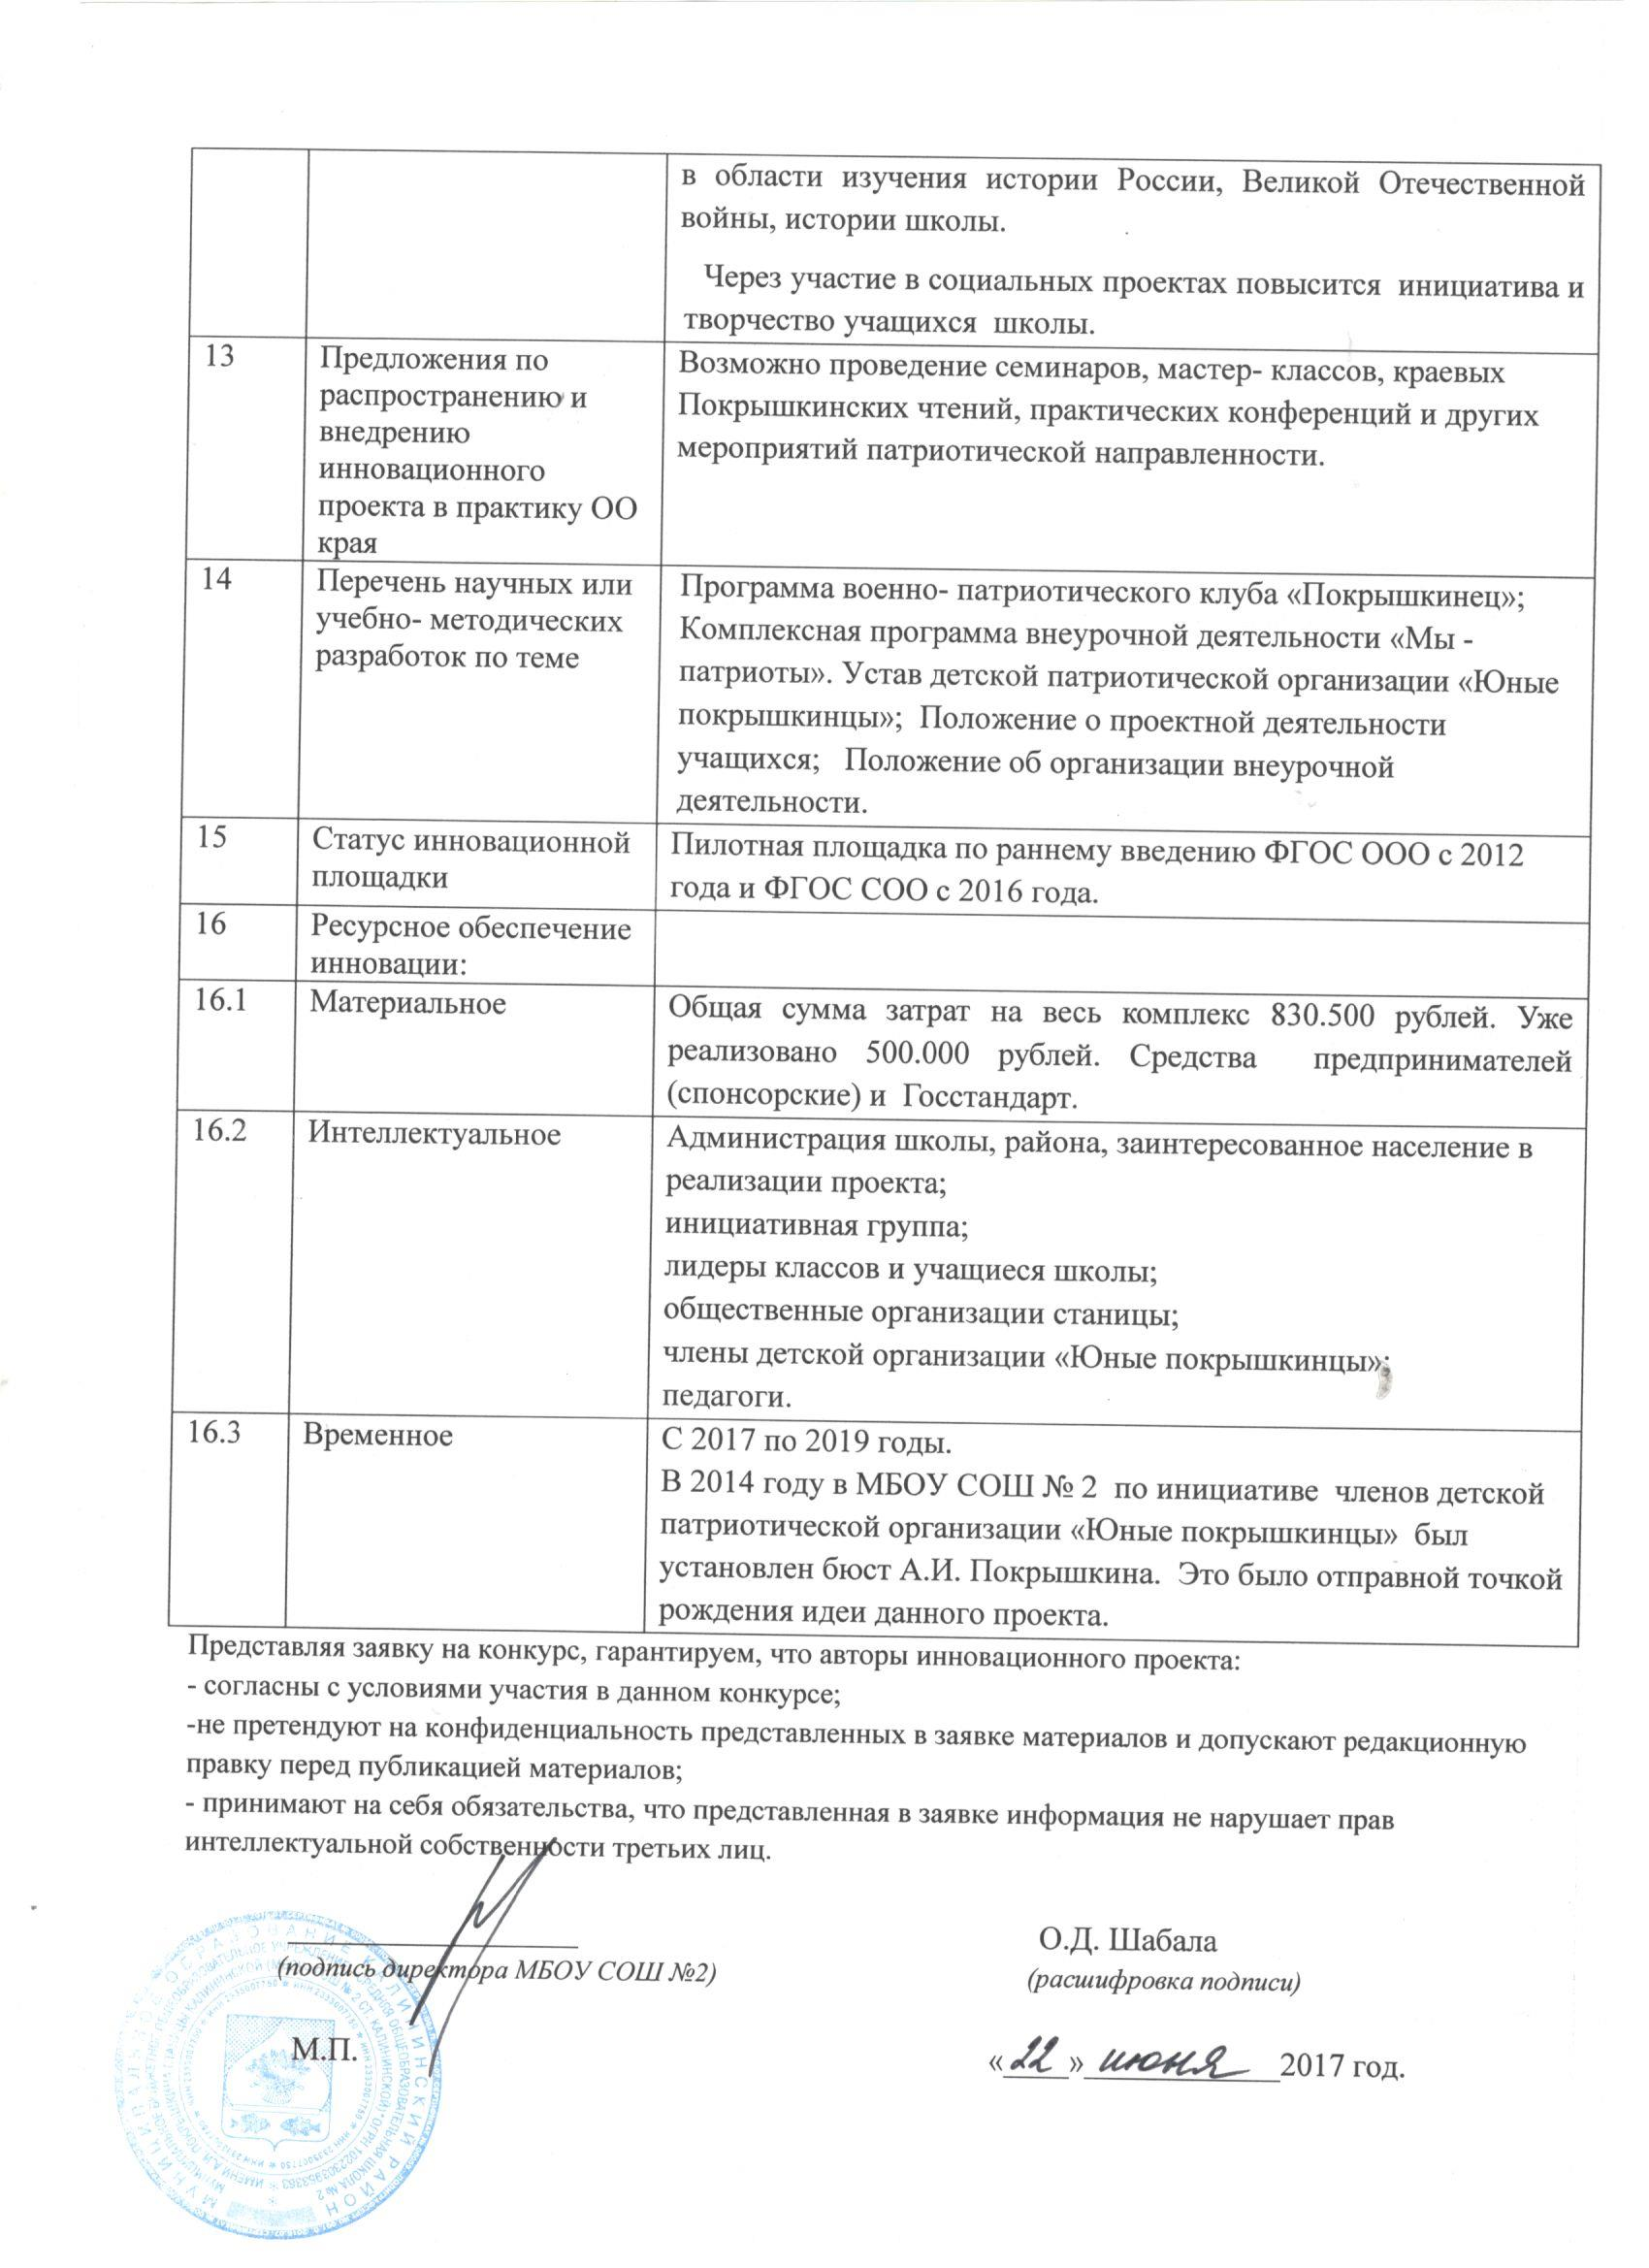 в области изучения истории России, Великой Отечественной
войны, истории школы.
Через участие в социальных проектах повысится инициатива и
творчество учащихся школы.
13
Предложения по
распространению и
внедрению
инновационного
проекта в практику ОО
края
Возможно проведение семинаров, мастер- классов, краевых
Покрышкинских чтений, практических конференций и других
мероприятий патриотической направленности.
14
Перечень научных или
учебно- методических
разработок по теме
Программа военно- патриотического клуба «Покрышкинец»;
Комплексная программа внеурочной деятельности «Мы -
патриоты». Устав детской патриотической организации «Юные
покрышкинцы»; Положение о проектной деятельности
учащихся; Положение об организации внеурочной
деятельности.
15
Статус инновационной
площадки
Пилотная площадка по раннему введению ФГОС ООО с 2012
года и ФГОС СОО с 2016 года.
16
Ресурсное обеспечение
инновации:
16.1
Материальное
Общая сумма затрат на весь комплекс 830.500 рублей. Уже
реализовано 500.000 рублей. Средства предпринимателей
(спонсорские) и Госстандарт.
16.2
Интеллектуальное
Администрация школы, района, заинтересованное население в
реализации проекта;
инициативная группа;
лидеры классов и учащиеся школы;
общественные организации станицы;
члены детской организации «Юные покрышкинцы»;
педагоги.
16.3
Временное
С 2017 по 2019 годы.
В 2014 году в МБОУ СОШ № 2 по инициативе членов детской
патриотической организации «Юные покрышкинцы» был
установлен бюст А.И. Покрышкина. Это было отправной точкой
рождения идеи данного проекта.
Представляя заявку на конкурс, гарантируем, что авторы инновационного проекта:
- согласны с условиями участия в данном конкурсе;
-не претендуют на конфиденциальность представленных в заявке материалов и допускают редакционную
правку перед публикацией материалов;
- принимают на себя обязательства, что представленная в заявке информация не нарушает прав
интеллектуальной собственности третьих лиц.
О.Д. Шабала
(подпись директора МБОУ СОШ №2)
(расшифровка подписи)
М.П.
«22» июня 2017 год.
МУНИЦИПАЛЬНОЕ ОБРАЗОВАНИЕ КАЛИНИНСКИЙ РАЙОН